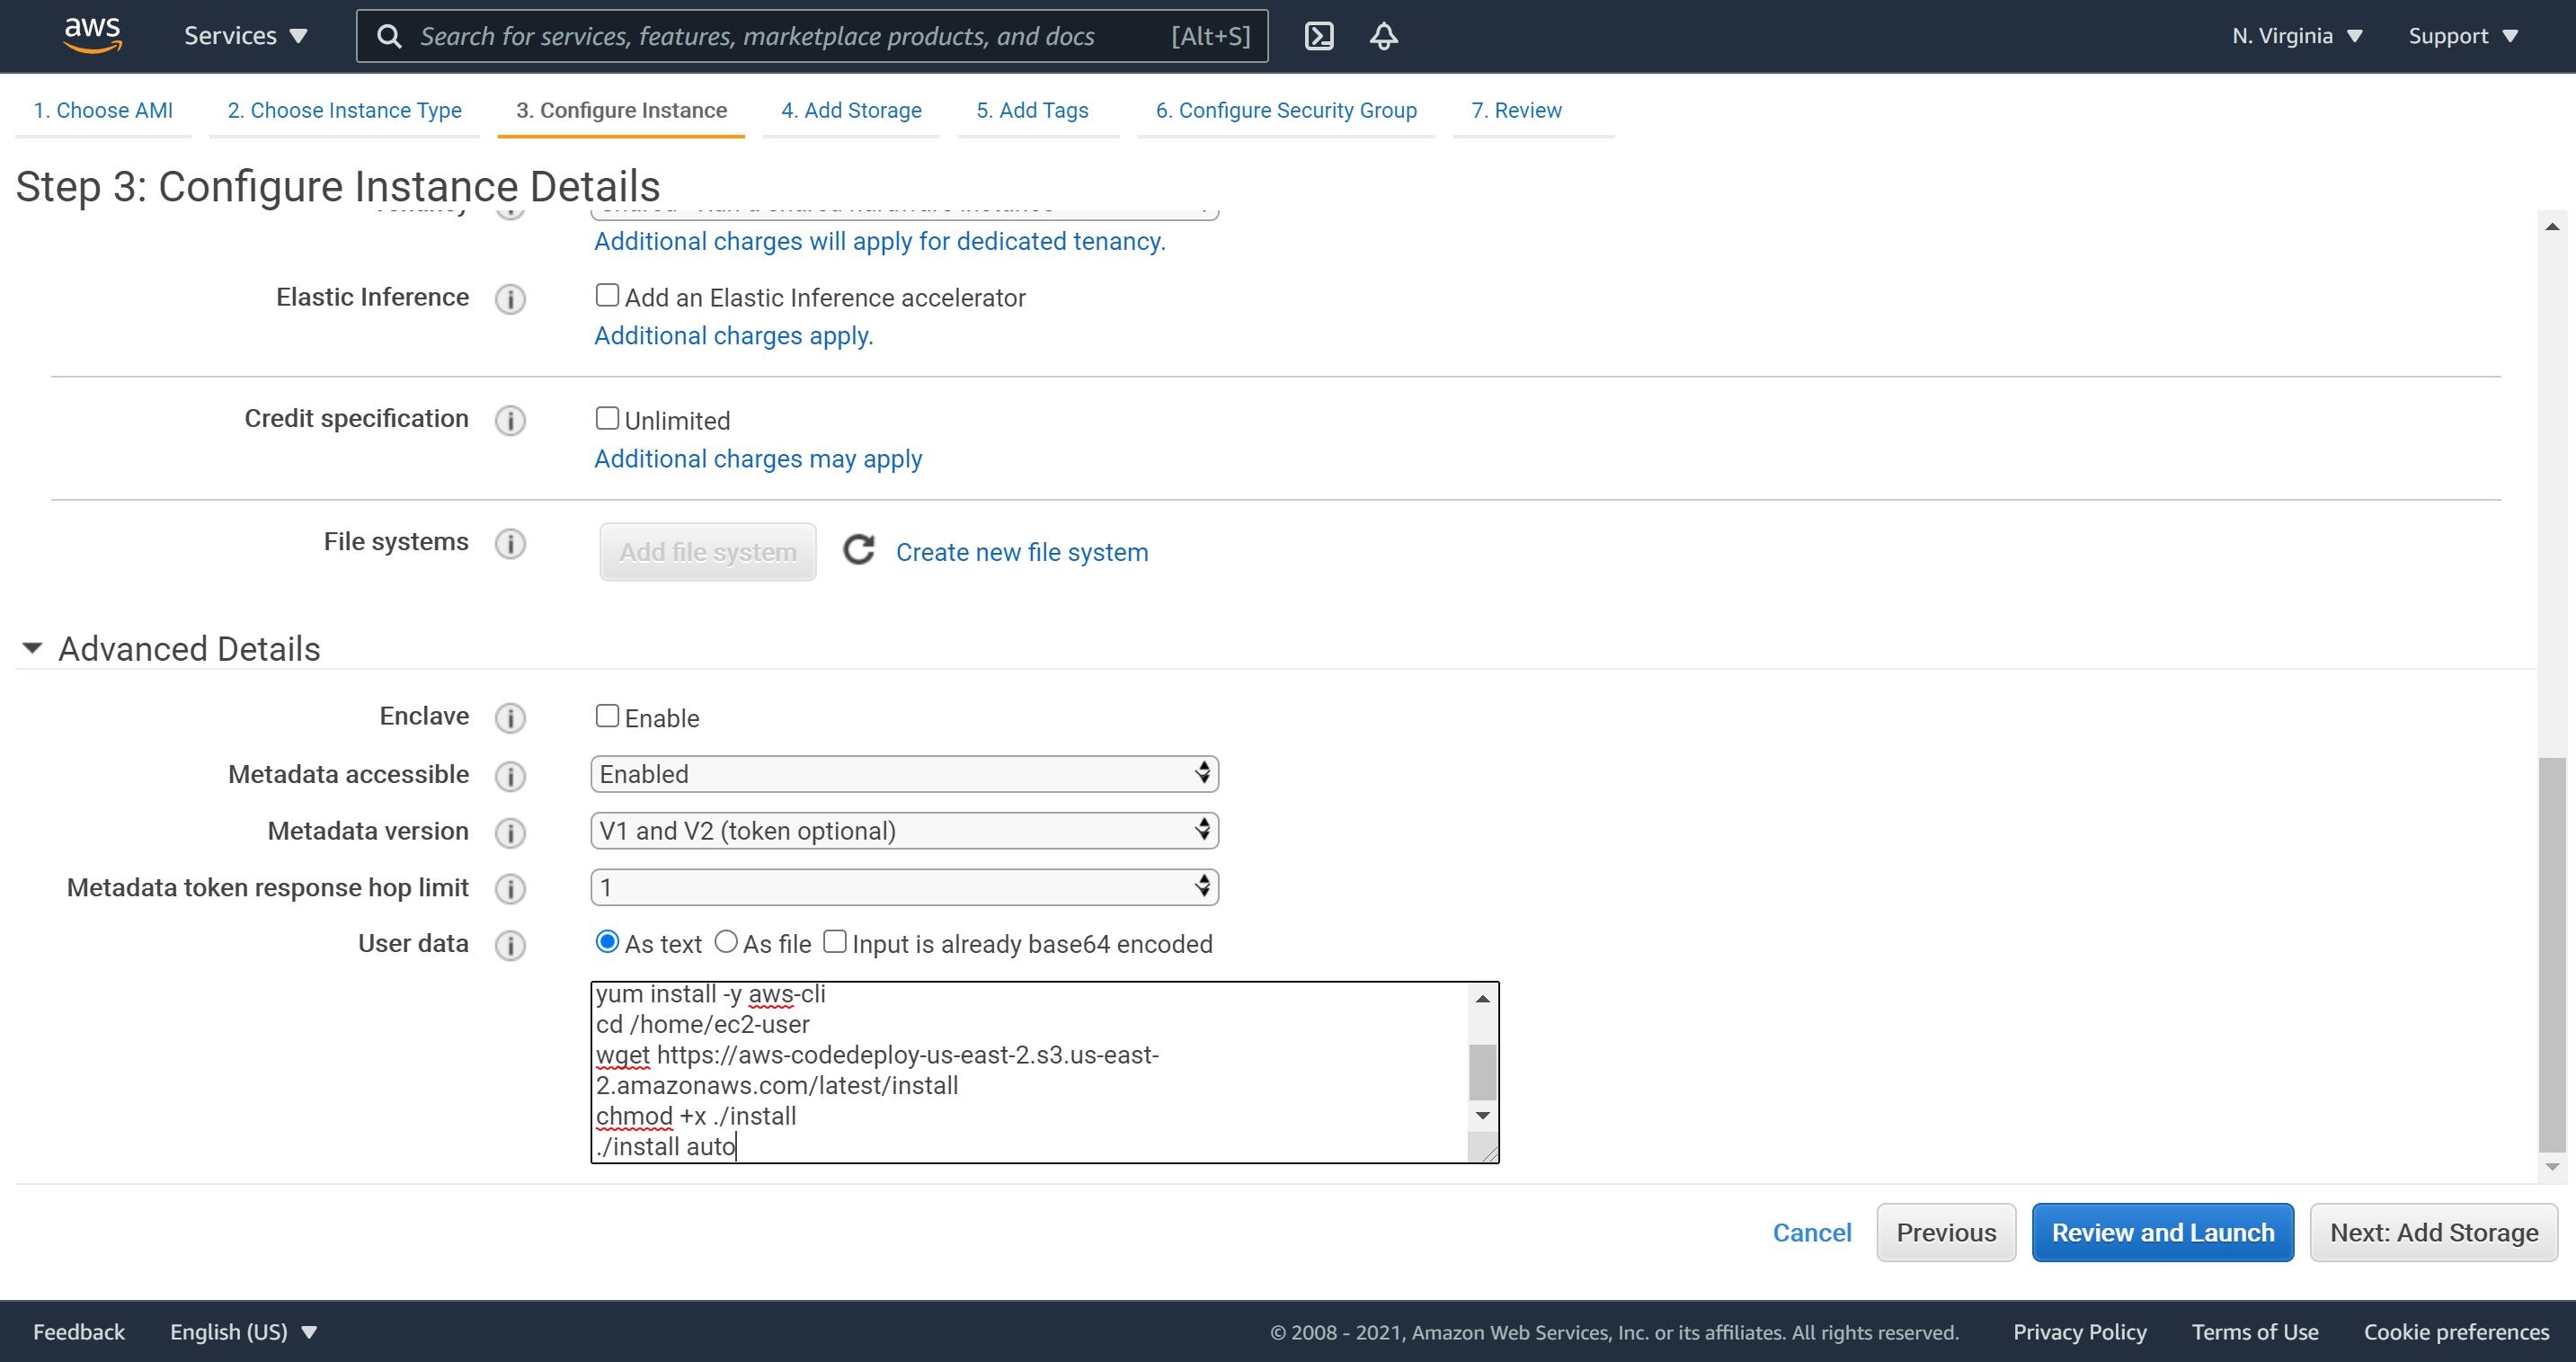 aws
Services
Search for services, features, marketplace products, and docs
[Alt+S]
N. Virginia
Support
1. Choose AMI
2. Choose Instance Type
3. Configure Instance
4. Add Storage
5. Add Tags
6. Configure Security Group
7. Review
Step 3: Configure Instance Details
Additional charges will apply for dedicated tenancy.
Elastic Inference
Add an Elastic Inference accelerator
Additional charges apply.
Credit specification
Unlimited
Additional charges may apply
File systems
Add file system
Create new file system
Advanced Details
Enclave
Enable
Metadata accessible
Enabled
Metadata version
V1 and V2 (token optional)
Metadata token response hop limit
1
User data
As text
As file
Input is already base64 encoded
yum install -y aws-cli
cd /home/ec2-user
wget https://aws-codedeploy-us-east-2.s3.us-east-
2.amazonaws.com/latest/install
chmod +x ./install
./install auto
Cancel
Previous
Review and Launch
Next: Add Storage
Feedback
English (US)
© 2008 - 2021, Amazon Web Services, Inc. or its affiliates. All rights reserved.
Privacy Policy
Terms of Use
Cookie preferences